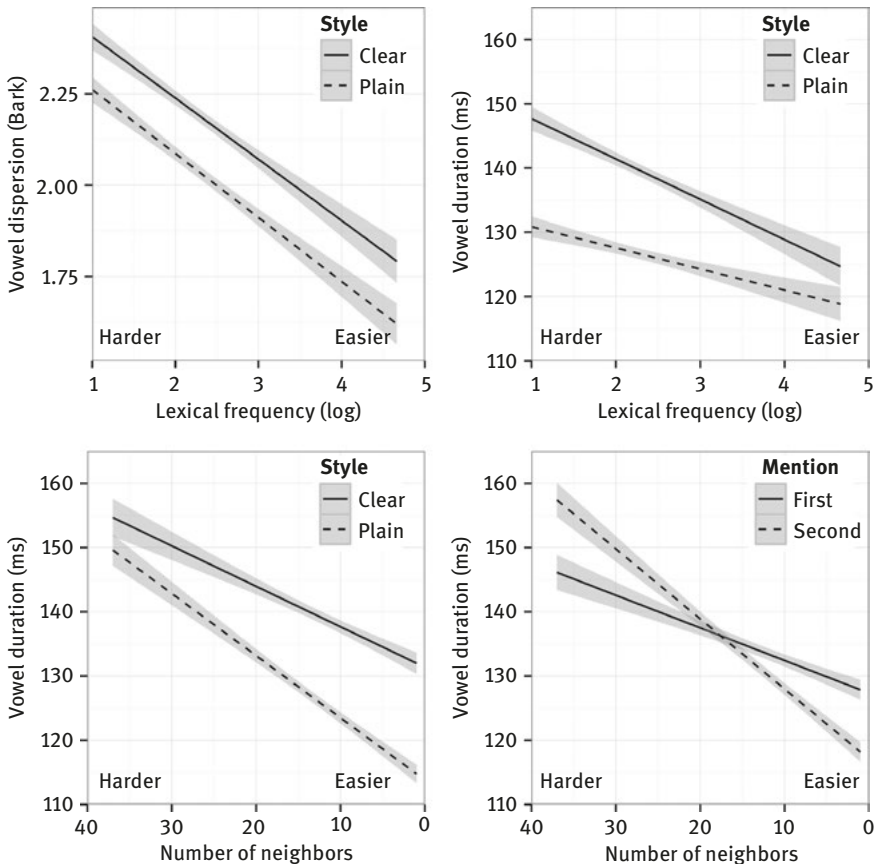 Style
Clear
Plain
Vowel dispersion (Bark)
2.25
2.00
1.75
Harder
Easier
1 2 3 4 5
Lexical frequency (log)
Style
Clear
Plain
Vowel duration (ms)
160
150
140
130
120
110
Harder
Easier
1 2 3 4 5
Lexical frequency (log)
Style
Clear
Plain
Vowel duration (ms)
160
150
140
130
120
110
Harder
Easier
40 30 20 10 0
Number of neighbors
Mention
First
Second
Vowel duration (ms)
160
150
140
130
120
110
Harder
Easier
40 30 20 10 0
Number of neighbors